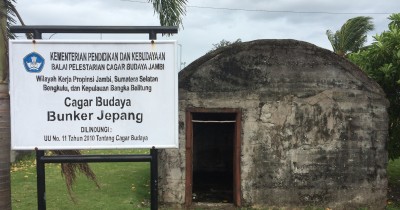 KEMENTERIAN PENDIDIKAN DAN KEBUDAYAAN
BALAI PELESTARIAN CAGAR BUDAYA JAMBI
Wilayah Kerja Propinsi Jambi, Sumatera Selatan
Bengkulu, dan Kepulauan Bangka Belitung
Cagar Budaya
Bunker Jepang
DILINDUNGI :
UU No. 11 Tahun 2010 Tentang Cagar Budaya